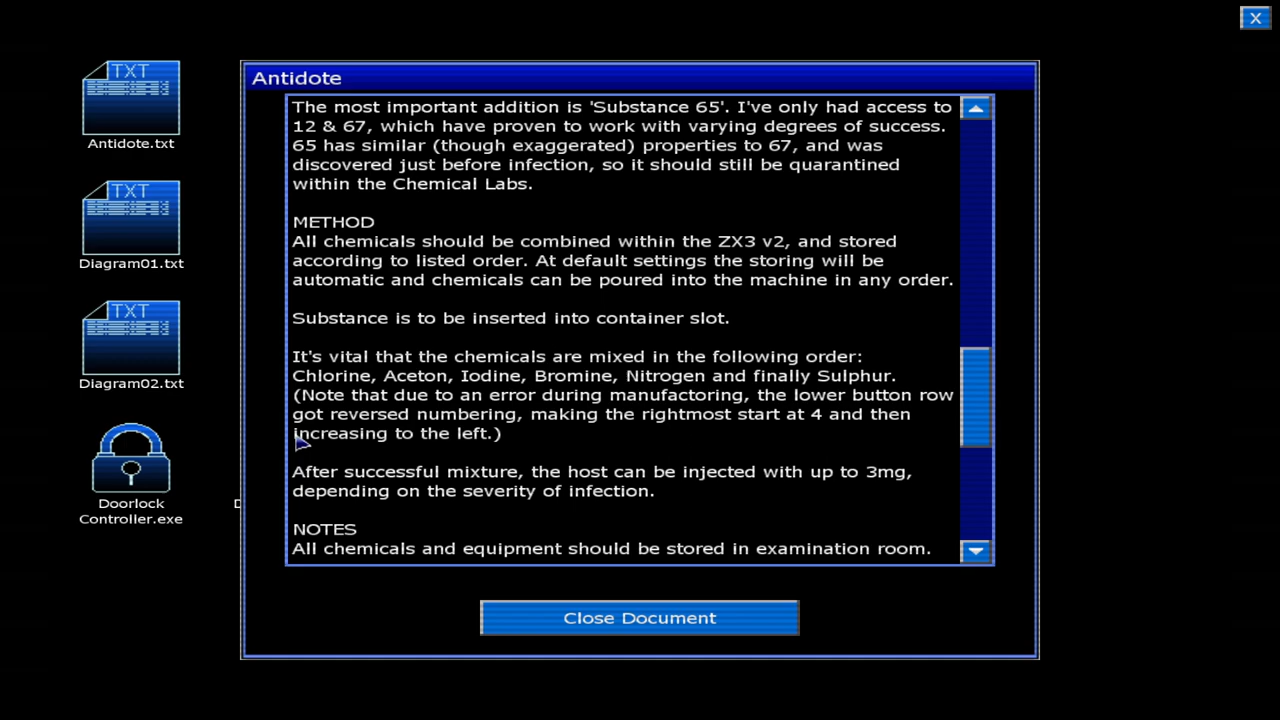 X
TXT
Antidote.txt
TXT
Diagram01.txt
TXT
Diagram02.txt
Doorlock
Controller.exe
D
Antidote
The most important addition is 'Substance 65'. I've only had access to
12 & 67, which have proven to work with varying degrees of success.
65 has similar (though exaggerated) properties to 67, and was
discovered just before infection, so it should still be quarantined
within the Chemical Labs.
METHOD
All chemicals should be combined within the ZX3 v2, and stored
according to listed order. At default settings the storing will be
automatic and chemicals can be poured into the machine in any order.
Substance is to be inserted into container slot.
It's vital that the chemicals are mixed in the following order:
Chlorine, Aceton, Iodine, Bromine, Nitrogen and finally Sulphur.
(Note that due to an error during manufactoring, the lower button row
got reversed numbering, making the rightmost start at 4 and then
increasing to the left.)
After successful mixture, the host can be injected with up to 3mg,
depending on the severity of infection.
NOTES
All chemicals and equipment should be stored in examination room.
Close Document